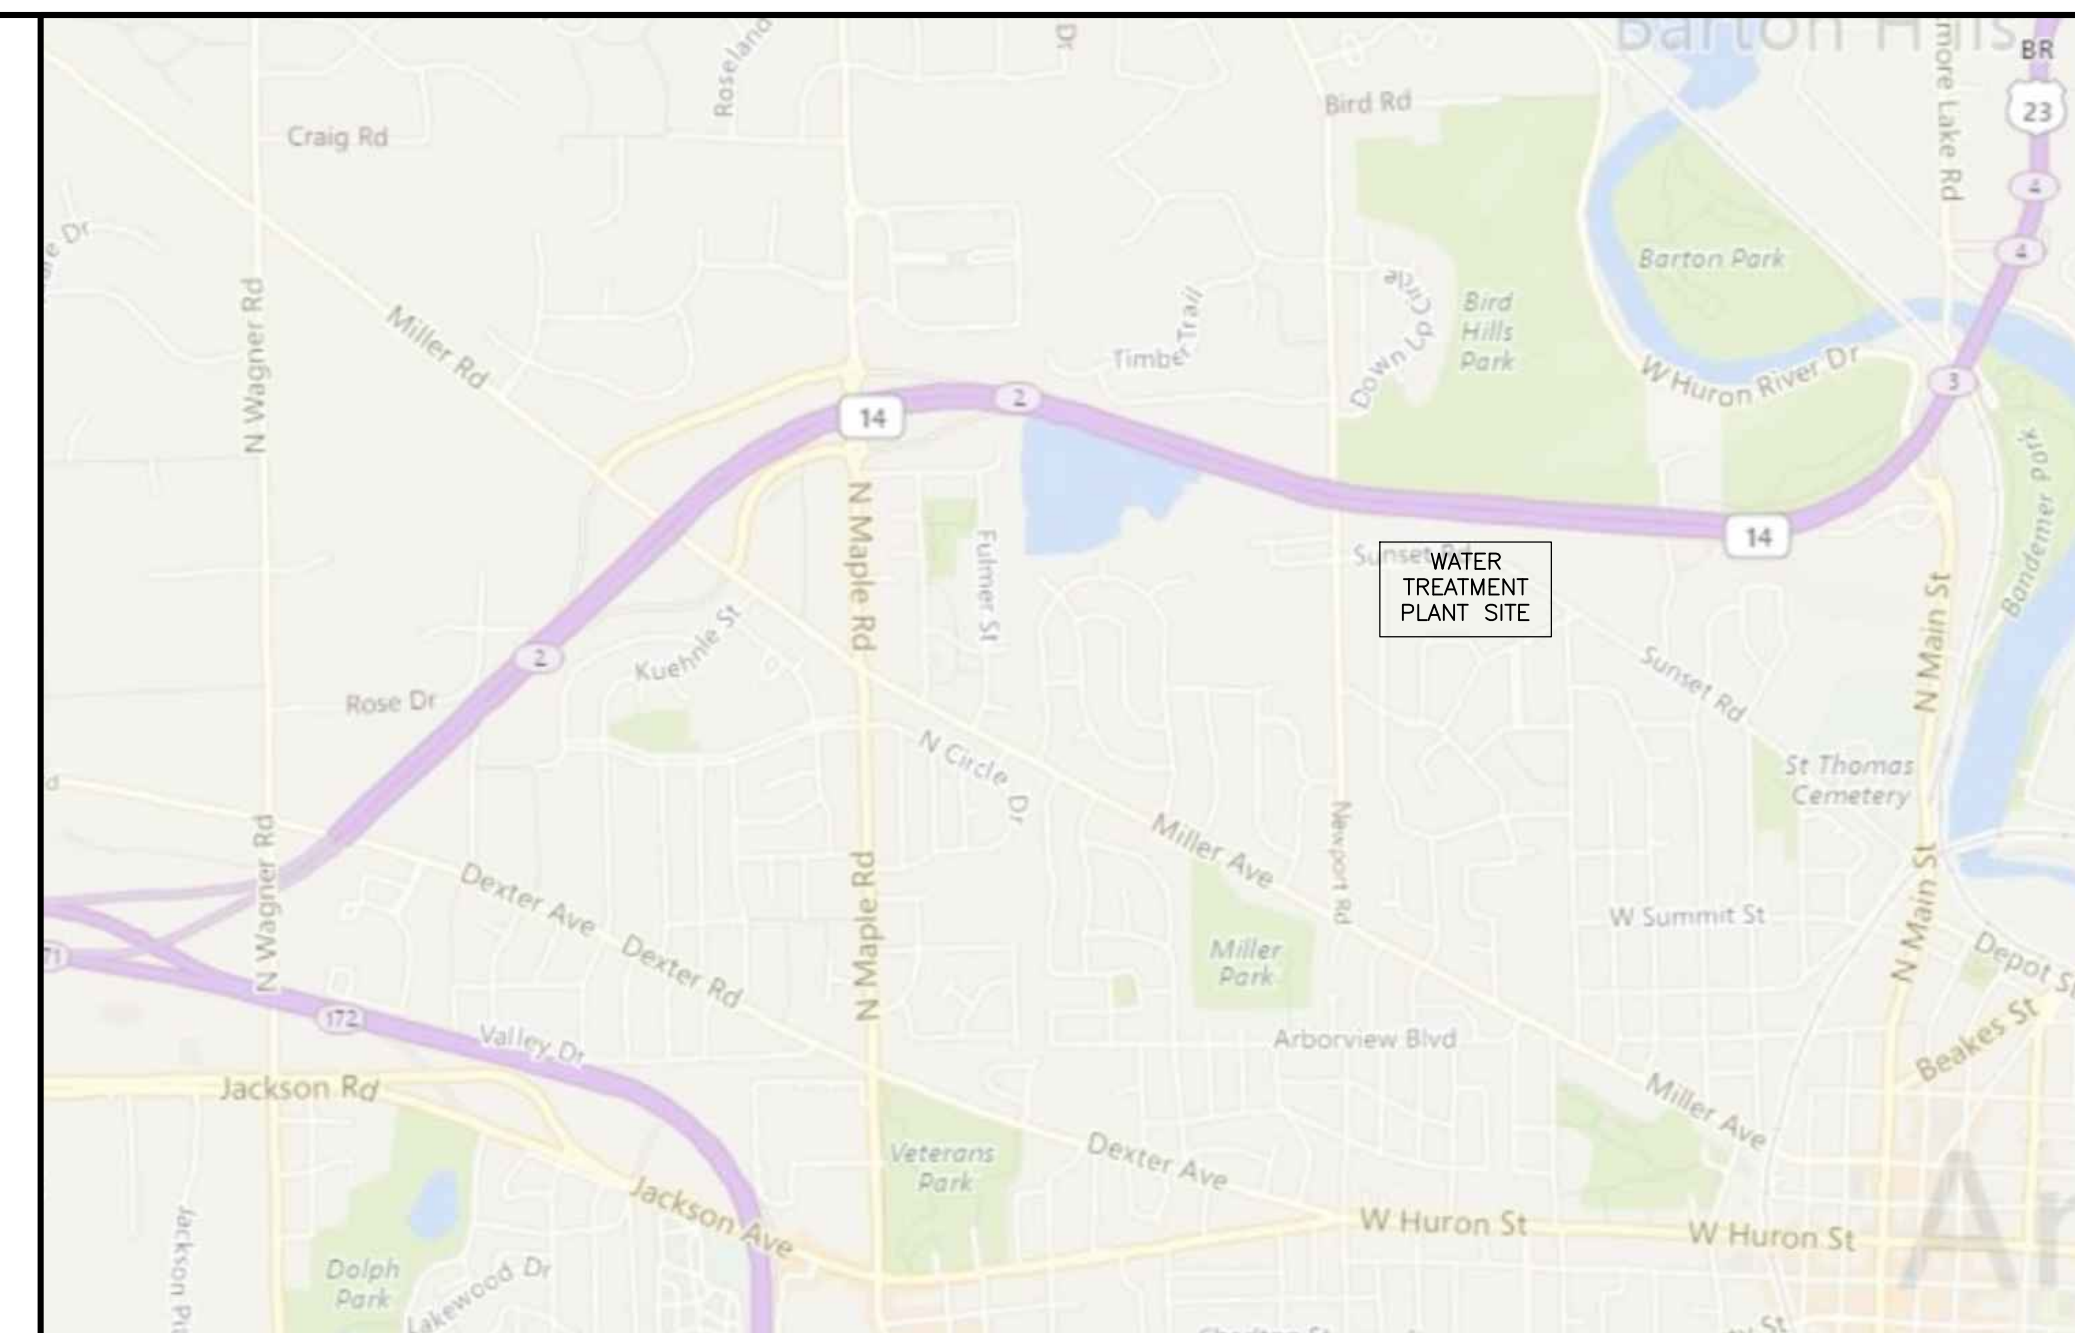 Barton Hills
BR
23
Roseland
Dr
Bird Rd
more Lake Rd
Craig Rd
4
4
Barton Park
N Wagner Rd
Miller Rd
Timber Trail
Down Up Circle
Bird
Hills
Park
W Huron River Dr
3
2
14
14
Bandemer Park
N Maple Rd
Fulmer St
Sunset Rd
WATER
TREATMENT
PLANT SITE
N Main St
Kuehnle St
2
Rose Dr
Sunset Rd
N Circle Dr
St Thomas
Cemetery
Miller Ave
Newport Rd
N Wagner Rd
N Maple Rd
N Main St
Dexter Ave
Dexter Rd
W Summit St
Miller
Park
Depot St
71
172
Valley Dr
Arborview Blvd
Beakes St
Jackson Rd
Miller Ave
Veterans
Park
Dexter Ave
Jackson Ave
W Huron St
W Huron St
Dolph
Park
Lakewood Dr